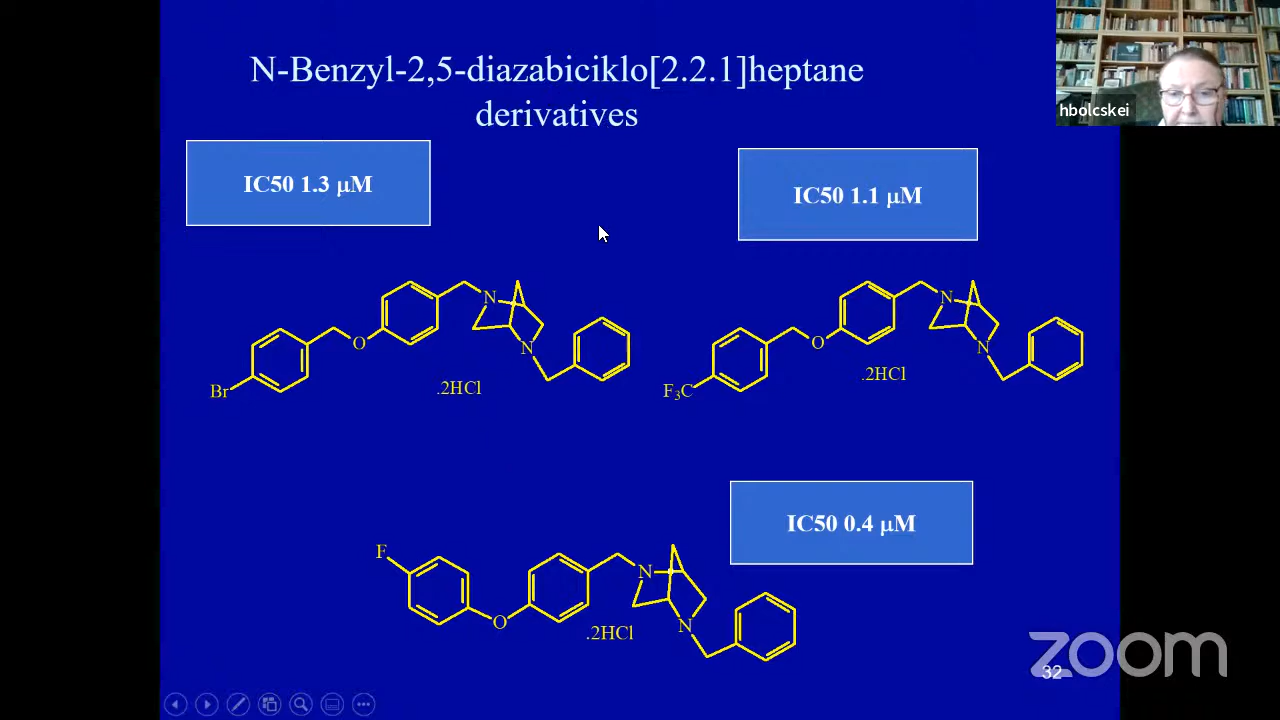 N-Benzyl-2,5-diazabiciklo[2.2.1]heptane
derivatives
hbolcskei
IC50 1.3 μM
IC50 1.1 μM
N
O
N
Br
.2HCl
N
O
N
F₃C
.2HCl
IC50 0.4 μM
F
N
O
N
.2HCl
zoom
32